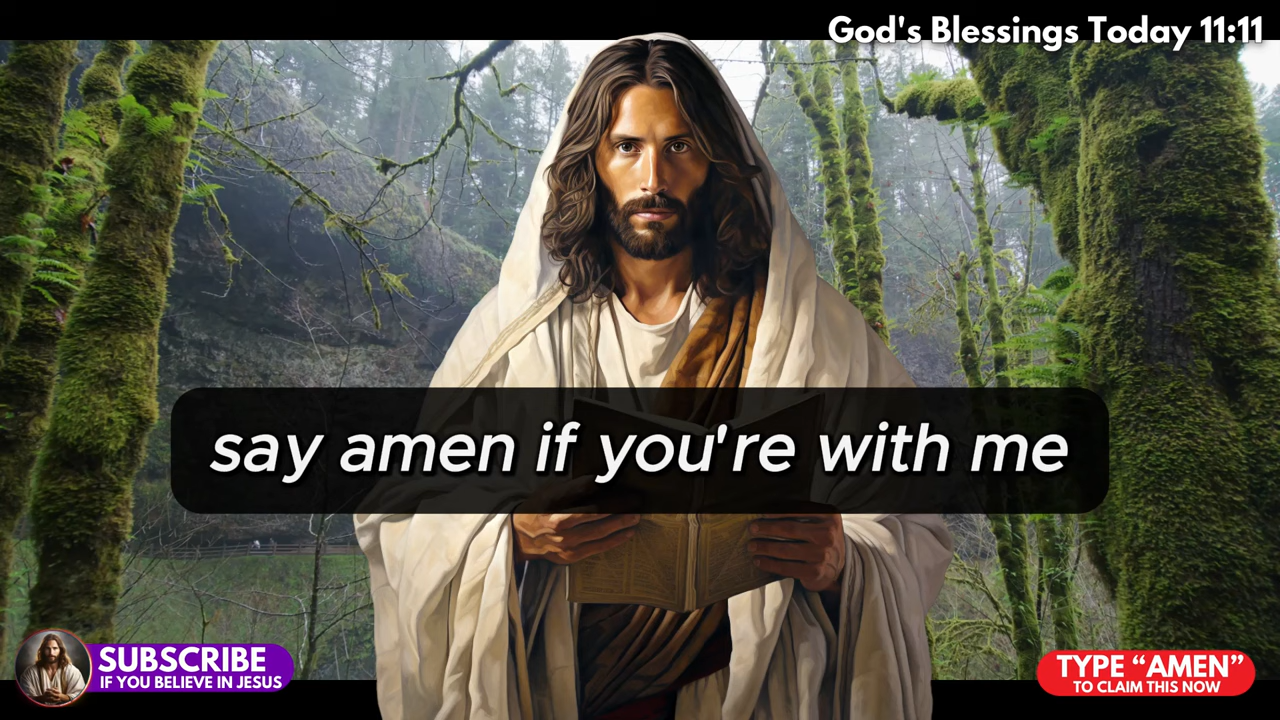 God's Blessings Today 11:11
say amen if you're with me
SUBSCRIBE
IF YOU BELIEVE IN JESUS
TYPE “AMEN”
TO CLAIM THIS NOW